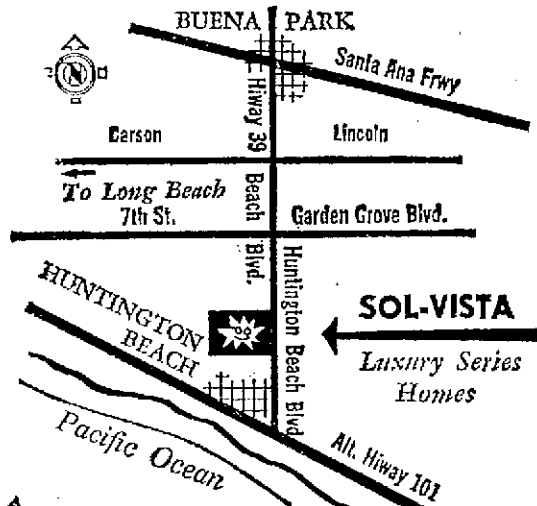 BUENA PARK
N
Santa Ana Frwy
Hiway 39
Carson
Lincoln
To Long Beach
7th St.
Beach Blvd.
Garden Grove Blvd.
HUNTINGTON
BEACH
Huntington Beach Blvd
SOL-VISTA
Luxury Series
Homes
Pacific Ocean
Alt. Hiway 101